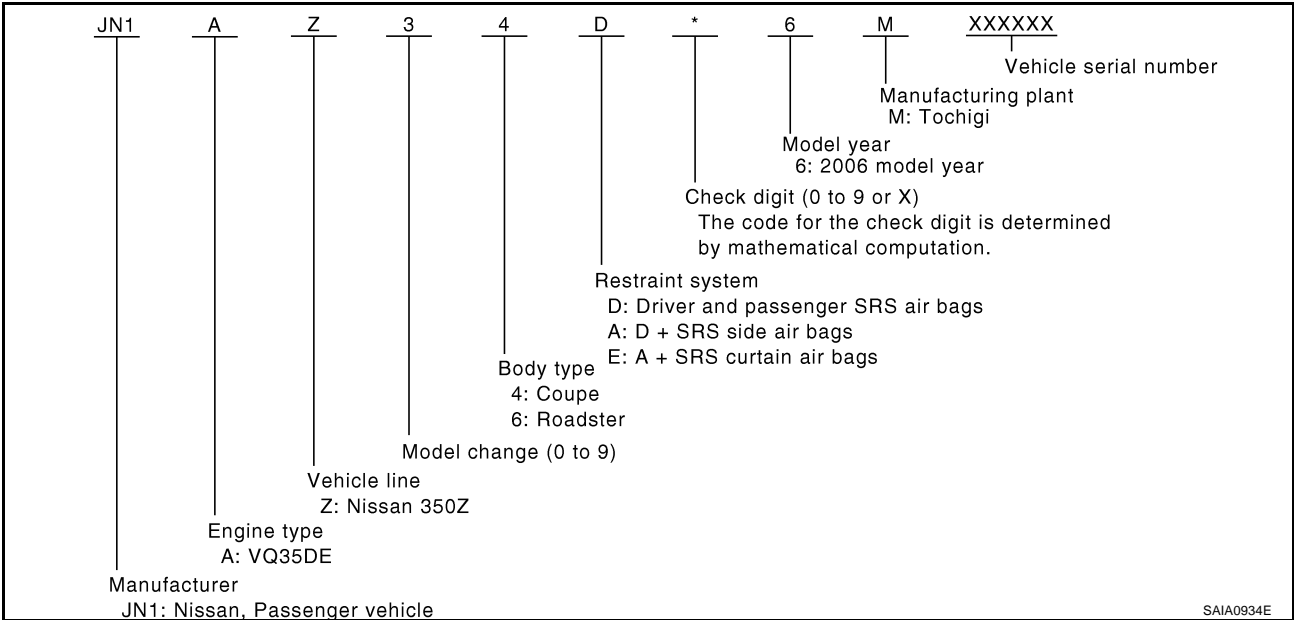 JN1 A Z 3 4 D * 6 M XXXXXX
Vehicle serial number
Manufacturing plant
M: Tochigi
Model year
6: 2006 model year
Check digit (0 to 9 or X)
The code for the check digit is determined
by mathematical computation.
Restraint system
D: Driver and passenger SRS air bags
A: D + SRS side air bags
E: A + SRS curtain air bags
Body type
4: Coupe
6: Roadster
Model change (0 to 9)
Vehicle line
Z: Nissan 350Z
Engine type
A: VQ35DE
Manufacturer
JN1: Nissan, Passenger vehicle
SAIA0934E